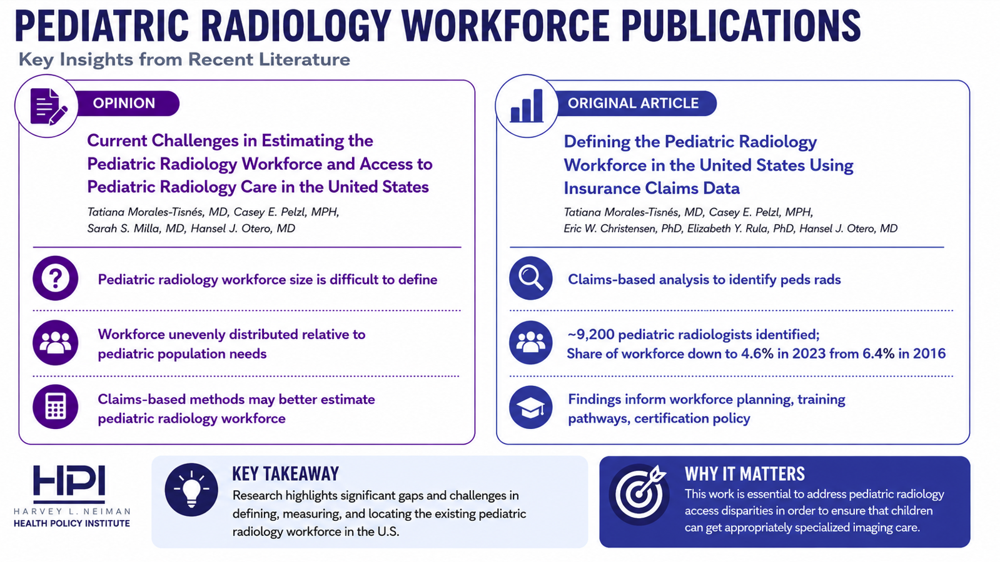 PEDIATRIC RADIOLOGY WORKFORCE PUBLICATIONS
Key Insights from Recent Literature
OPINION
Current Challenges in Estimating the
Pediatric Radiology Workforce and Access to
Pediatric Radiology Care in the United States
Tatiana Morales-Tisnés, MD, Casey E. Pelzl, MPH,
Sarah S. Milla, MD, Hansel J. Otero, MD
?
Pediatric radiology workforce size is difficult to define
Workforce unevenly distributed relative to
pediatric population needs
Claims-based methods may better estimate
pediatric radiology workforce
ORIGINAL ARTICLE
Defining the Pediatric Radiology
Workforce in the United States Using
Insurance Claims Data
Tatiana Morales-Tisnés, MD, Casey E. Pelzl, MPH,
Eric W. Christensen, PhD, Elizabeth Y. Rula, PhD, Hansel J. Otero, MD
Claims-based analysis to identify peds rads
~9,200 pediatric radiologists identified;
Share of workforce down to 4.6% in 2023 from 6.4% in 2016
Findings inform workforce planning, training
pathways, certification policy
HPI
HARVEY L. NEIMAN
HEALTH POLICY INSTITUTE
KEY TAKEAWAY
Research highlights significant gaps and challenges in
defining, measuring, and locating the existing pediatric
radiology workforce in the U.S.
WHY IT MATTERS
This work is essential to address pediatric radiology
access disparities in order to ensure that children
can get appropriately specialized imaging care.